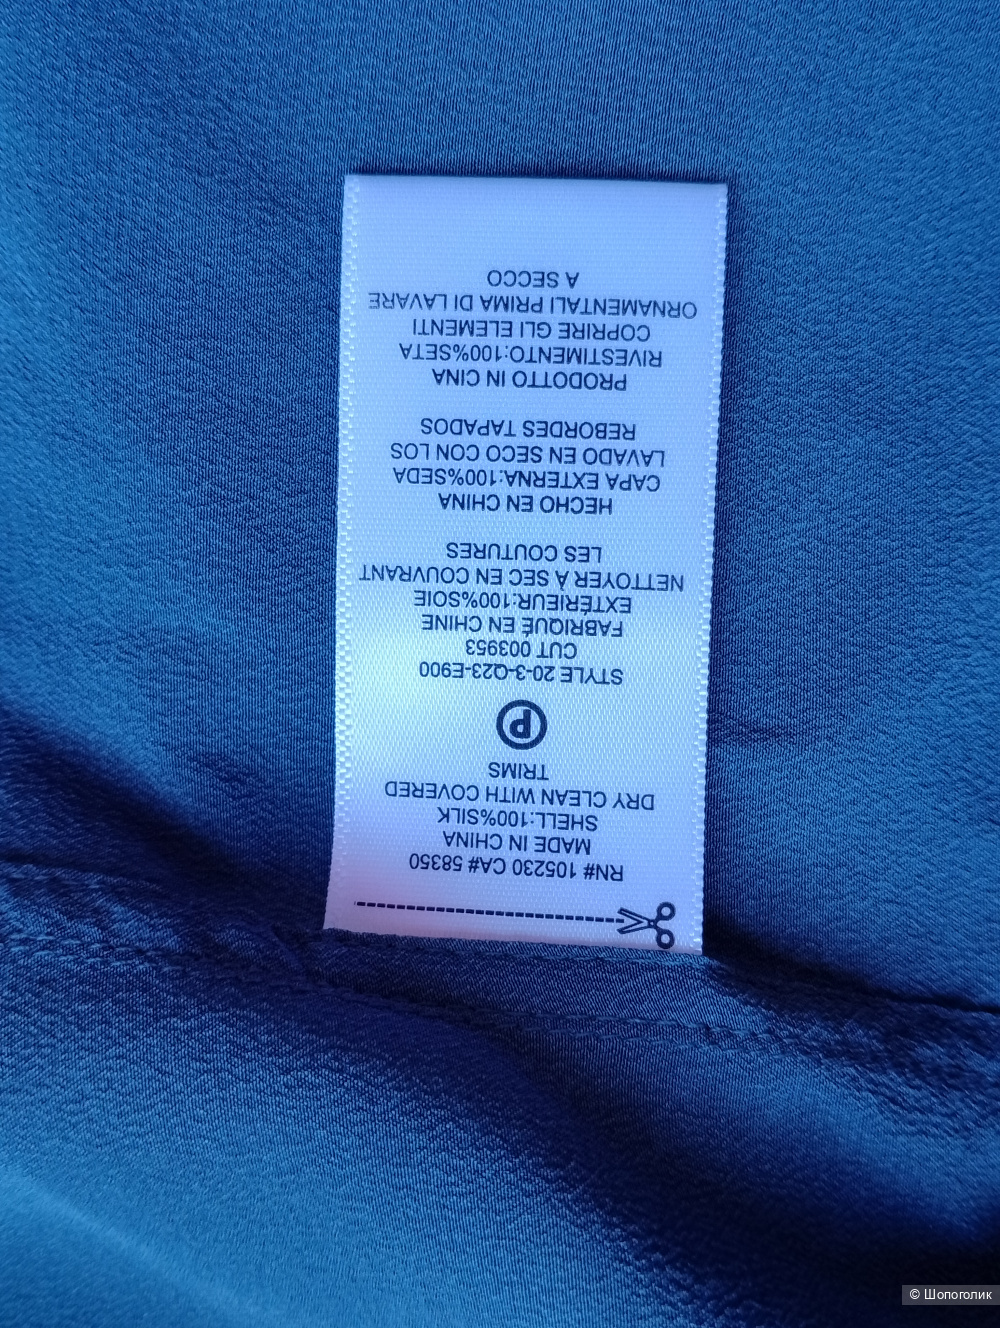 RN# 105230 CA# 58350
MADE IN CHINA
SHELL:100%SILK
DRY CLEAN WITH COVERED
TRIMS
P
STYLE 20-3-Q23-E900
CUT 003953
FABRIQUÉ EN CHINE
EXTÉRIEUR:100%SOIE
NETTOYER À SEC EN COUVRANT
LES COUTURES
HECHO EN CHINA
CAPA EXTERNA:100%SEDA
LAVADO EN SECO CON LOS
REBORDES TAPADOS
PRODOTTO IN CINA
RIVESTIMENTO:100%SETA
COPRIRE GLI ELEMENTI
ORNAMENTALI PRIMA DI LAVARE
A SECCO
© Шопоголик